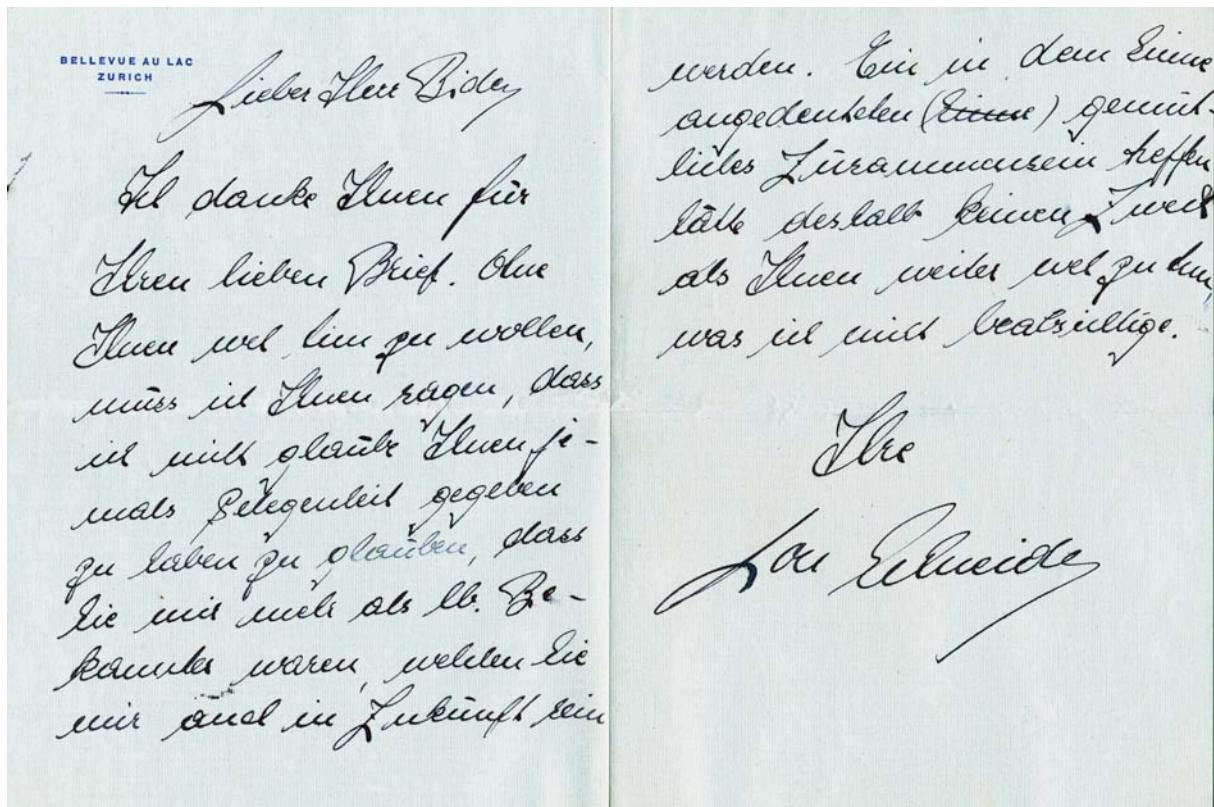 BELLEVUE AU LAC
ZURICH
Lieber Herr
Ich danke Ihnen für
Ihren lieben Brief. Ohne
Ihnen weh tun zu wollen,
muss ich Ihnen sagen, dass
ich nicht glaube Ihnen je-
mals Gelegenheit gegeben
zu haben zu glauben, dass
Sie mir mehr als lb. Be-
kannter waren, welchen Sie
mir auch in Zukunft sein
werden. Ein in dem Sinne
angedeuteten (Sinne) gemüt-
liches Zusammensein treffen
hätte deshalb keinen Zweck
als Ihnen weiter weh zu tun,
was ich nicht beabsichtige.
Ihre
Lou Schneider